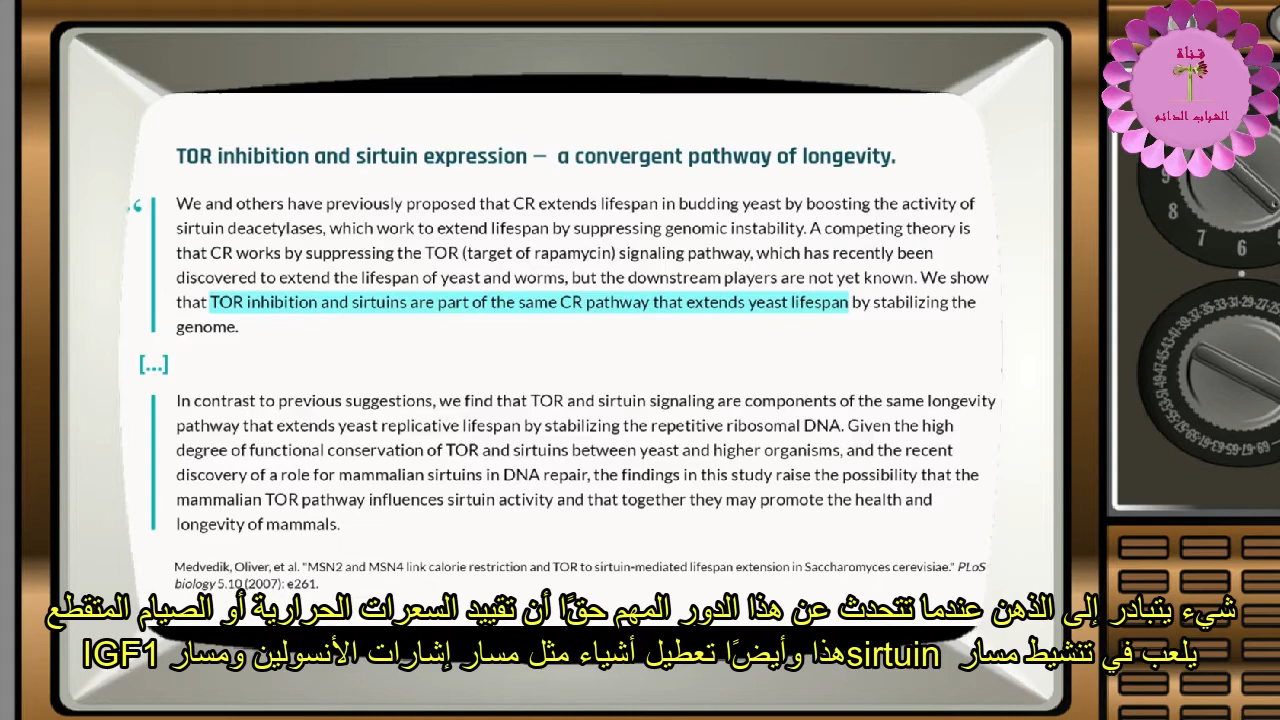 قناة
الشباب الدائم
TOR inhibition and sirtuin expression — a convergent pathway of longevity.
“
We and others have previously proposed that CR extends lifespan in budding yeast by boosting the activity of
sirtuin deacetylases, which work to extend lifespan by suppressing genomic instability. A competing theory is
that CR works by suppressing the TOR (target of rapamycin) signaling pathway, which has recently been
discovered to extend the lifespan of yeast and worms, but the downstream players are not yet known. We show
that TOR inhibition and sirtuins are part of the same CR pathway that extends yeast lifespan by stabilizing the
genome.
[...]
In contrast to previous suggestions, we find that TOR and sirtuin signaling are components of the same longevity
pathway that extends yeast replicative lifespan by stabilizing the repetitive ribosomal DNA. Given the high
degree of functional conservation of TOR and sirtuins between yeast and higher organisms, and the recent
discovery of a role for mammalian sirtuins in DNA repair, the findings in this study raise the possibility that the
mammalian TOR pathway influences sirtuin activity and that together they may promote the health and
longevity of mammals.
Medvedik, Oliver, et al. "MSN2 and MSN4 link calorie restriction and TOR to sirtuin-mediated lifespan extension in Saccharomyces cerevisiae." PLoS
biology 5.10 (2007): e261.
شيء يتبادر إلى الذهن عندما تتحدث عن هذا الدور المهم حقًا أن تقييد السعرات الحرارية أو الصيام المتقطع
يلعب في تنشيط مسار sirtuin هذا وأيضًا تعطيل أشياء مثل مسار إشارات الأنسولين ومسار IGF1
8
7
6